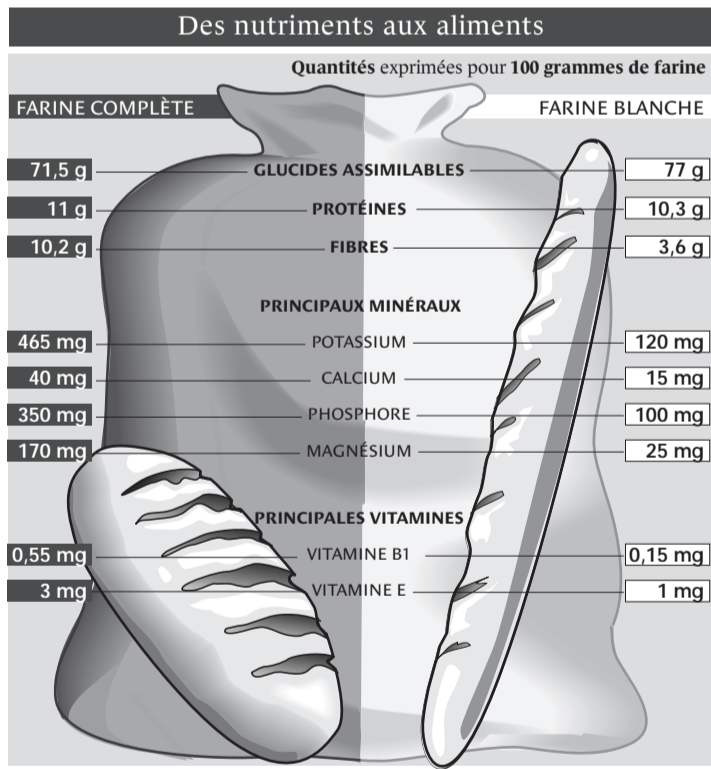 Des nutriments aux aliments
Quantités exprimées pour 100 grammes de farine
FARINE COMPLÈTE FARINE BLANCHE
71,5 g GLUCIDES ASSIMILABLES 77 g
11 g PROTÉINES 10,3 g
10,2 g FIBRES 3,6 g
PRINCIPAUX MINÉRAUX
465 mg POTASSIUM 120 mg
40 mg CALCIUM 15 mg
350 mg PHOSPHORE 100 mg
170 mg MAGNÉSIUM 25 mg
PRINCIPALES VITAMINES
0,55 mg VITAMINE B1 0,15 mg
3 mg VITAMINE E 1 mg